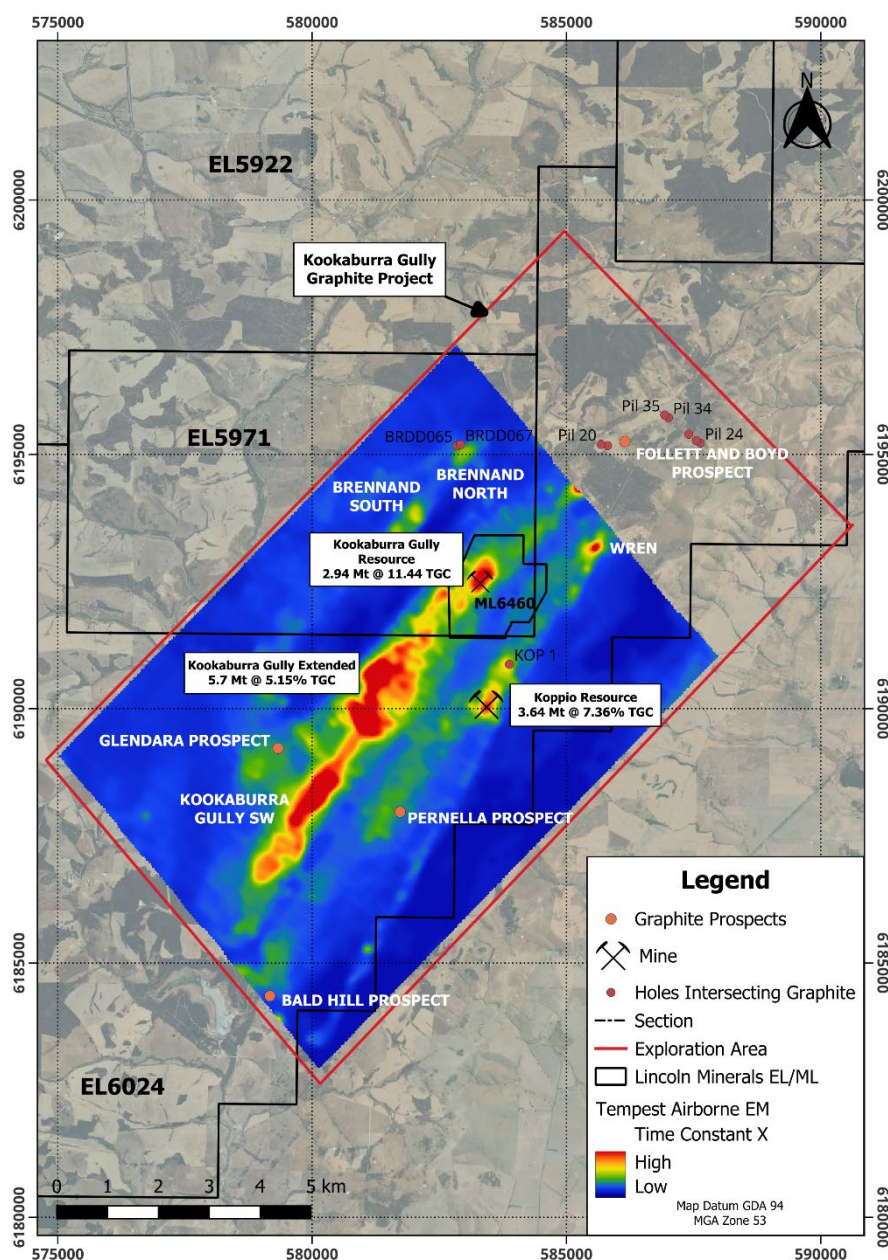 575000
580000
585000
590000
N
EL5922
6200000
6200000
Kookaburra Gully
Graphite Project
EL5971
Pil 35
Pil 34
BRDD065
BRDD067
Pil 20
Pil 24
6195000
6195000
FOLLETT AND BOYD
PROSPECT
BRENNAND
NORTH
BRENNAND
SOUTH
Kookaburra Gully
Resource
2.94 Mt @ 11.44 TGC
WREN
ML6460
KOP 1
Kookaburra Gully Extended
5.7 Mt @ 5.15% TGC
Koppio Resource
3.64 Mt @ 7.36% TGC
6190000
6190000
GLENDARA PROSPECT
KOOKABURRA
GULLY SW
PERNELLA PROSPECT
Legend
Graphite Prospects
Mine
Holes Intersecting Graphite
Section
Exploration Area
Lincoln Minerals EL/ML
Tempest Airborne EM
Time Constant X
High
Low
Map Datum GDA 94
MGA Zone 53
6185000
6185000
BALD HILL PROSPECT
EL6024
0 1 2 3 4 5 km
6180000
6180000
575000
580000
585000
590000